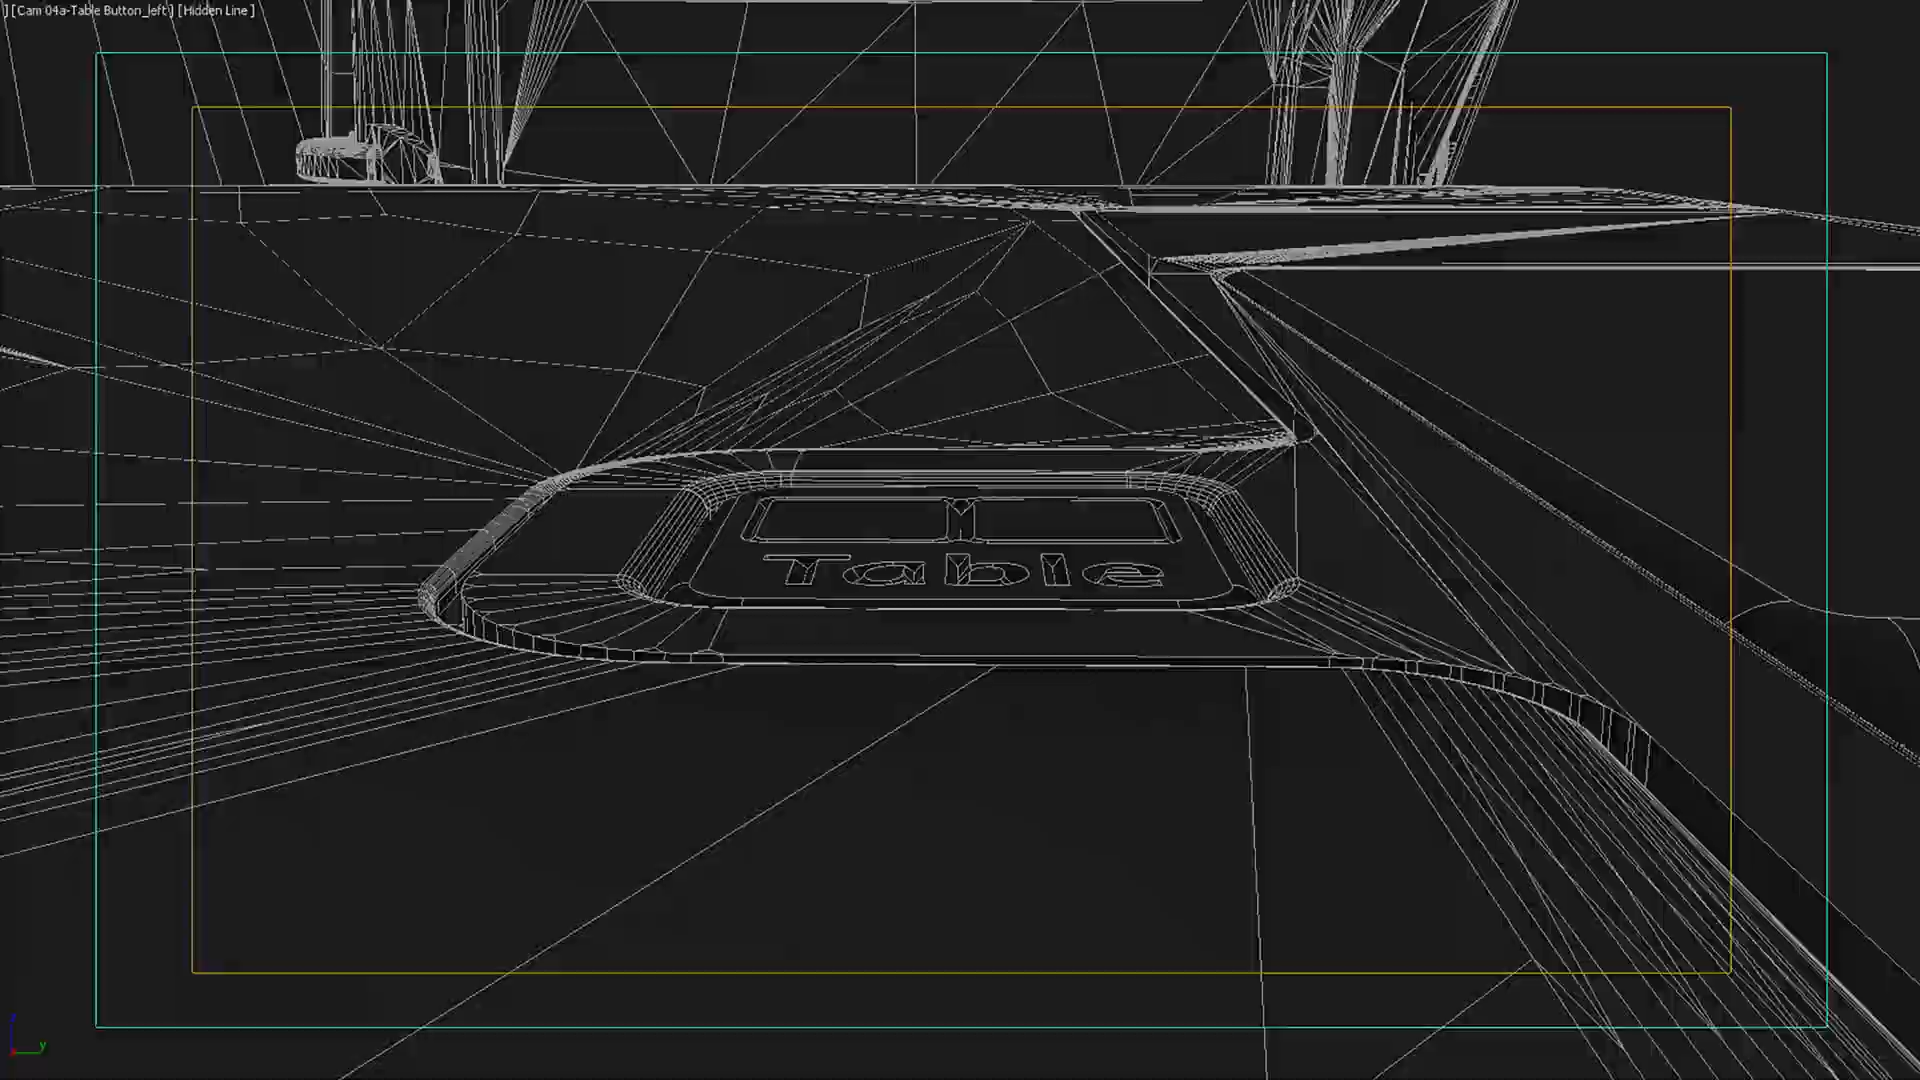 ] [Cam 04a-Table Button_left ] [Hidden Line ]
Table
z
y